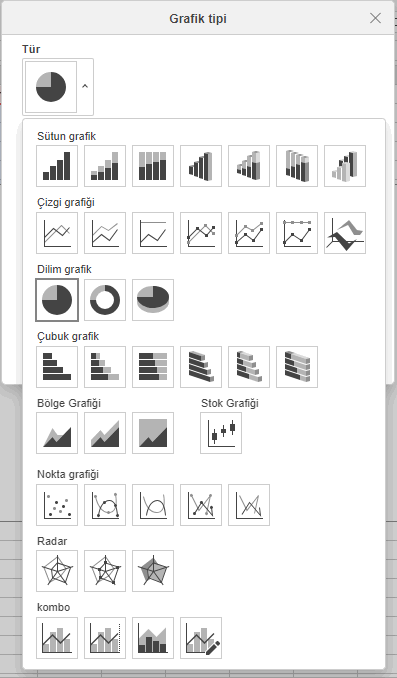 Grafik tipi
Tür
Sütun grafik
Çizgi grafiği
Dilim grafik
Çubuk grafik
Bölge Grafiği
Stok Grafiği
Nokta grafiği
Radar
kombo